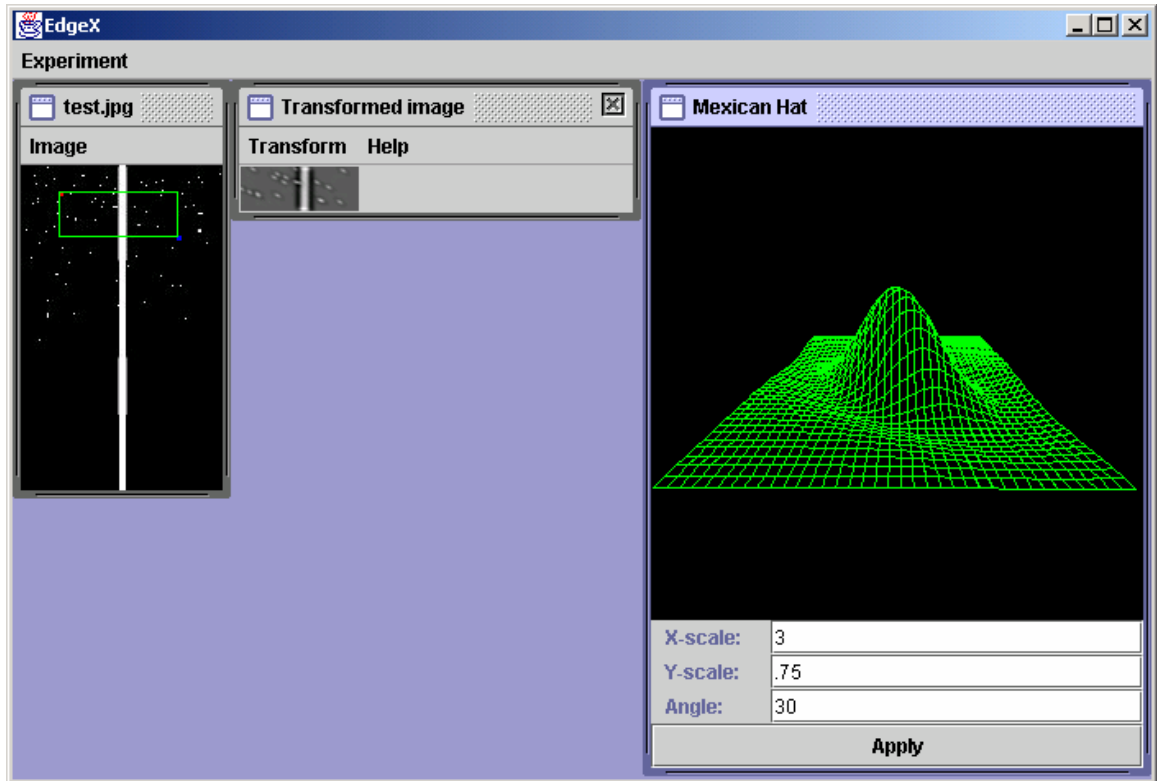 EdgeX
Experiment
test.jpg
Image
Transformed image
Transform Help
Mexican Hat
X-scale: 3
Y-scale: .75
Angle: 30
Apply